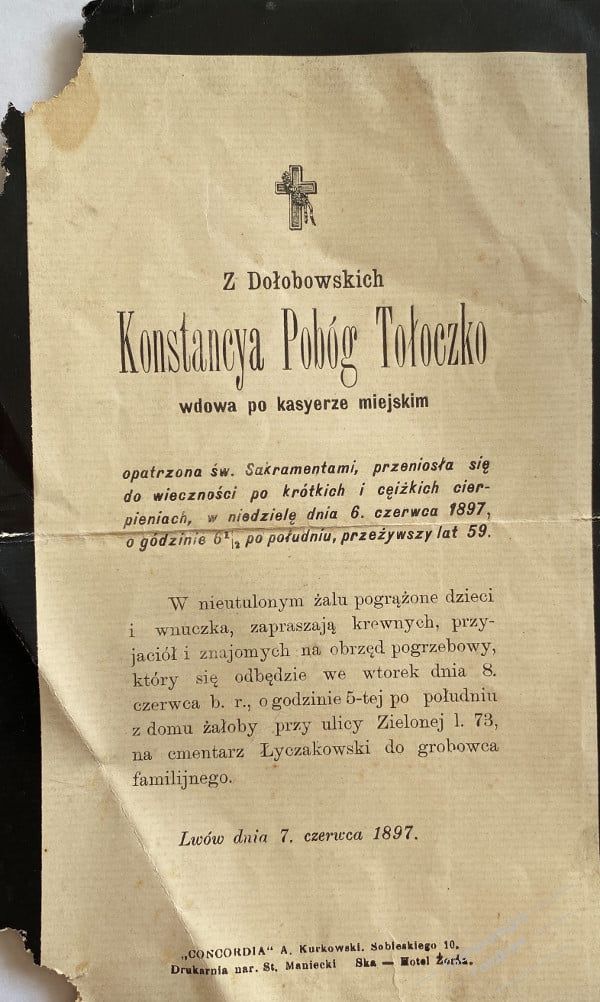 Z Dołobowskich
Konstancya Pobóg Tołoczko
wdowa po kasyerze miejskim
opatrzona św. Sakramentami, przeniosła się
do wieczności po krótkich i cęiżkich cier-
pieniach, w niedzielę dnia 6. czerwca 1897,
o godzinie 6½ po południu, przeżywszy lat 59.
W nieutulonym żalu pogrążone dzieci
i wnuczka, zapraszają krewnych, przy-
jaciół i znajomych na obrzęd pogrzebowy,
który się odbędzie we wtorek dnia 8.
czerwca b. r., o godzinie 5-tej po południu
z domu żałoby przy ulicy Zielonej l. 73,
na cmentarz Łyczakowski do grobowca
familijnego.
Lwów dnia 7. czerwca 1897.
„CONCORDIA“ A. Kurkowski. Sobieskiego 10.
Drukarnia nar. St. Maniecki Ska — Hotel Żorża.